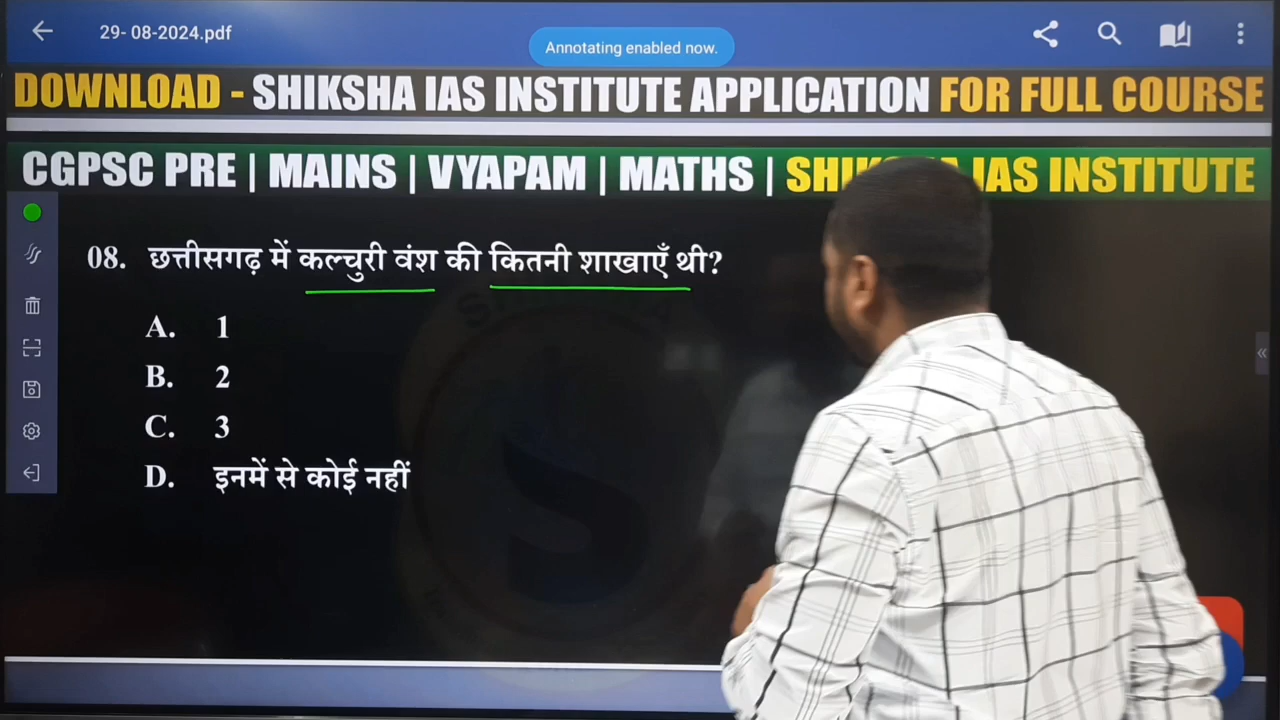 29- 08-2024.pdf
Annotating enabled now.
DOWNLOAD - SHIKSHA IAS INSTITUTE APPLICATION FOR FULL COURSE
CGPSC PRE | MAINS | VYAPAM | MATHS | IAS INSTITUTE
08. छत्तीसगढ़ में कल्चुरी वंश की कितनी शाखाएँ थी?
A. 1
B. 2
C. 3
D. इनमें से कोई नहीं